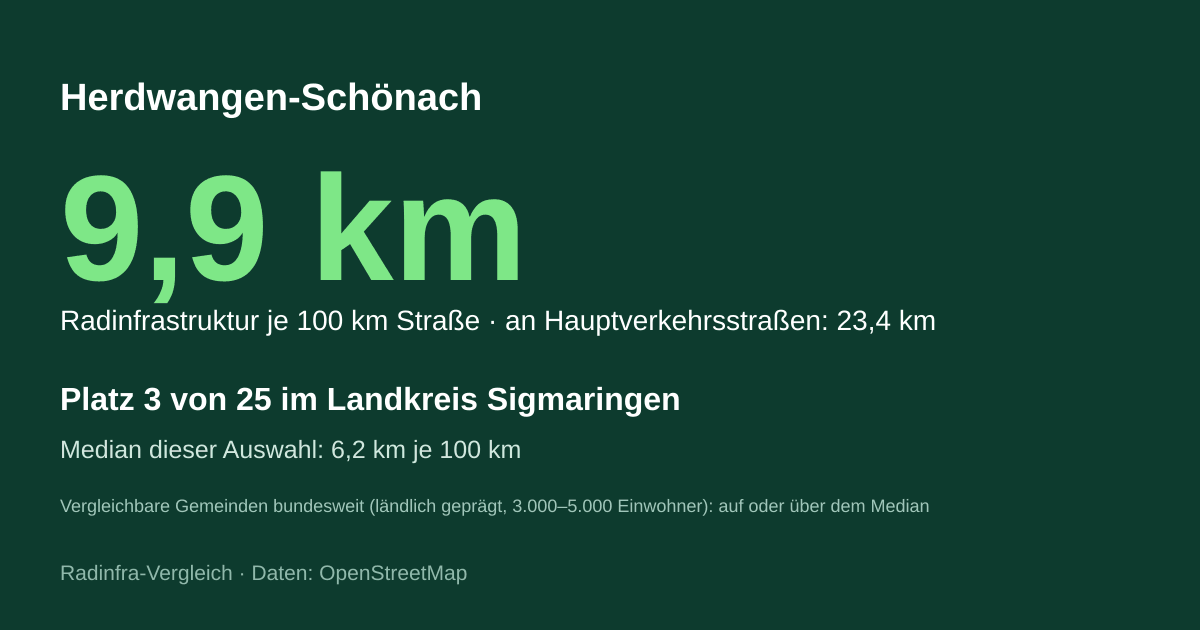 Herdwangen-Schönach
9,9 km
Radinfrastruktur je 100 km Straße · an Hauptverkehrsstraßen: 23,4 km
Platz 3 von 25 im Landkreis Sigmaringen
Median dieser Auswahl: 6,2 km je 100 km
Vergleichbare Gemeinden bundesweit (ländlich geprägt, 3.000–5.000 Einwohner): auf oder über dem Median
Radinfra-Vergleich · Daten: OpenStreetMap